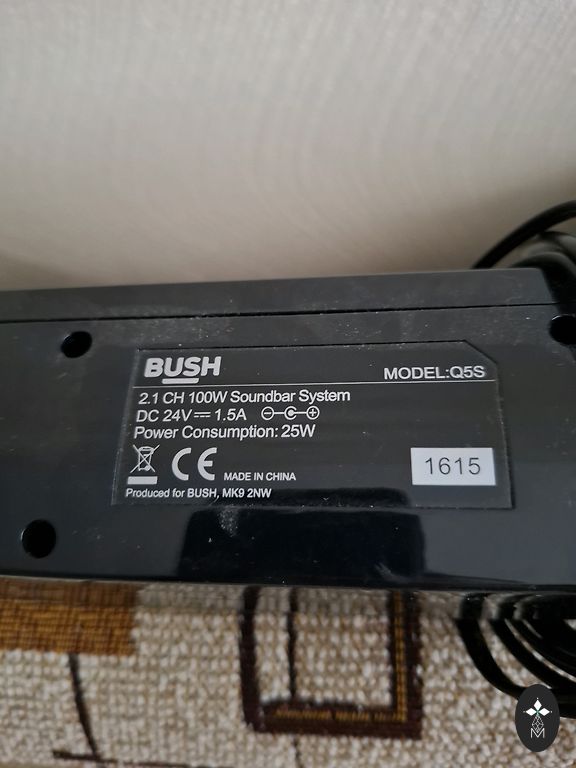 BUSH
MODEL:Q5S
2.1 CH 100W Soundbar System
DC 24V⎓1.5A
Power Consumption: 25W
CE
MADE IN CHINA
1615
Produced for BUSH, MK9 2NW
M